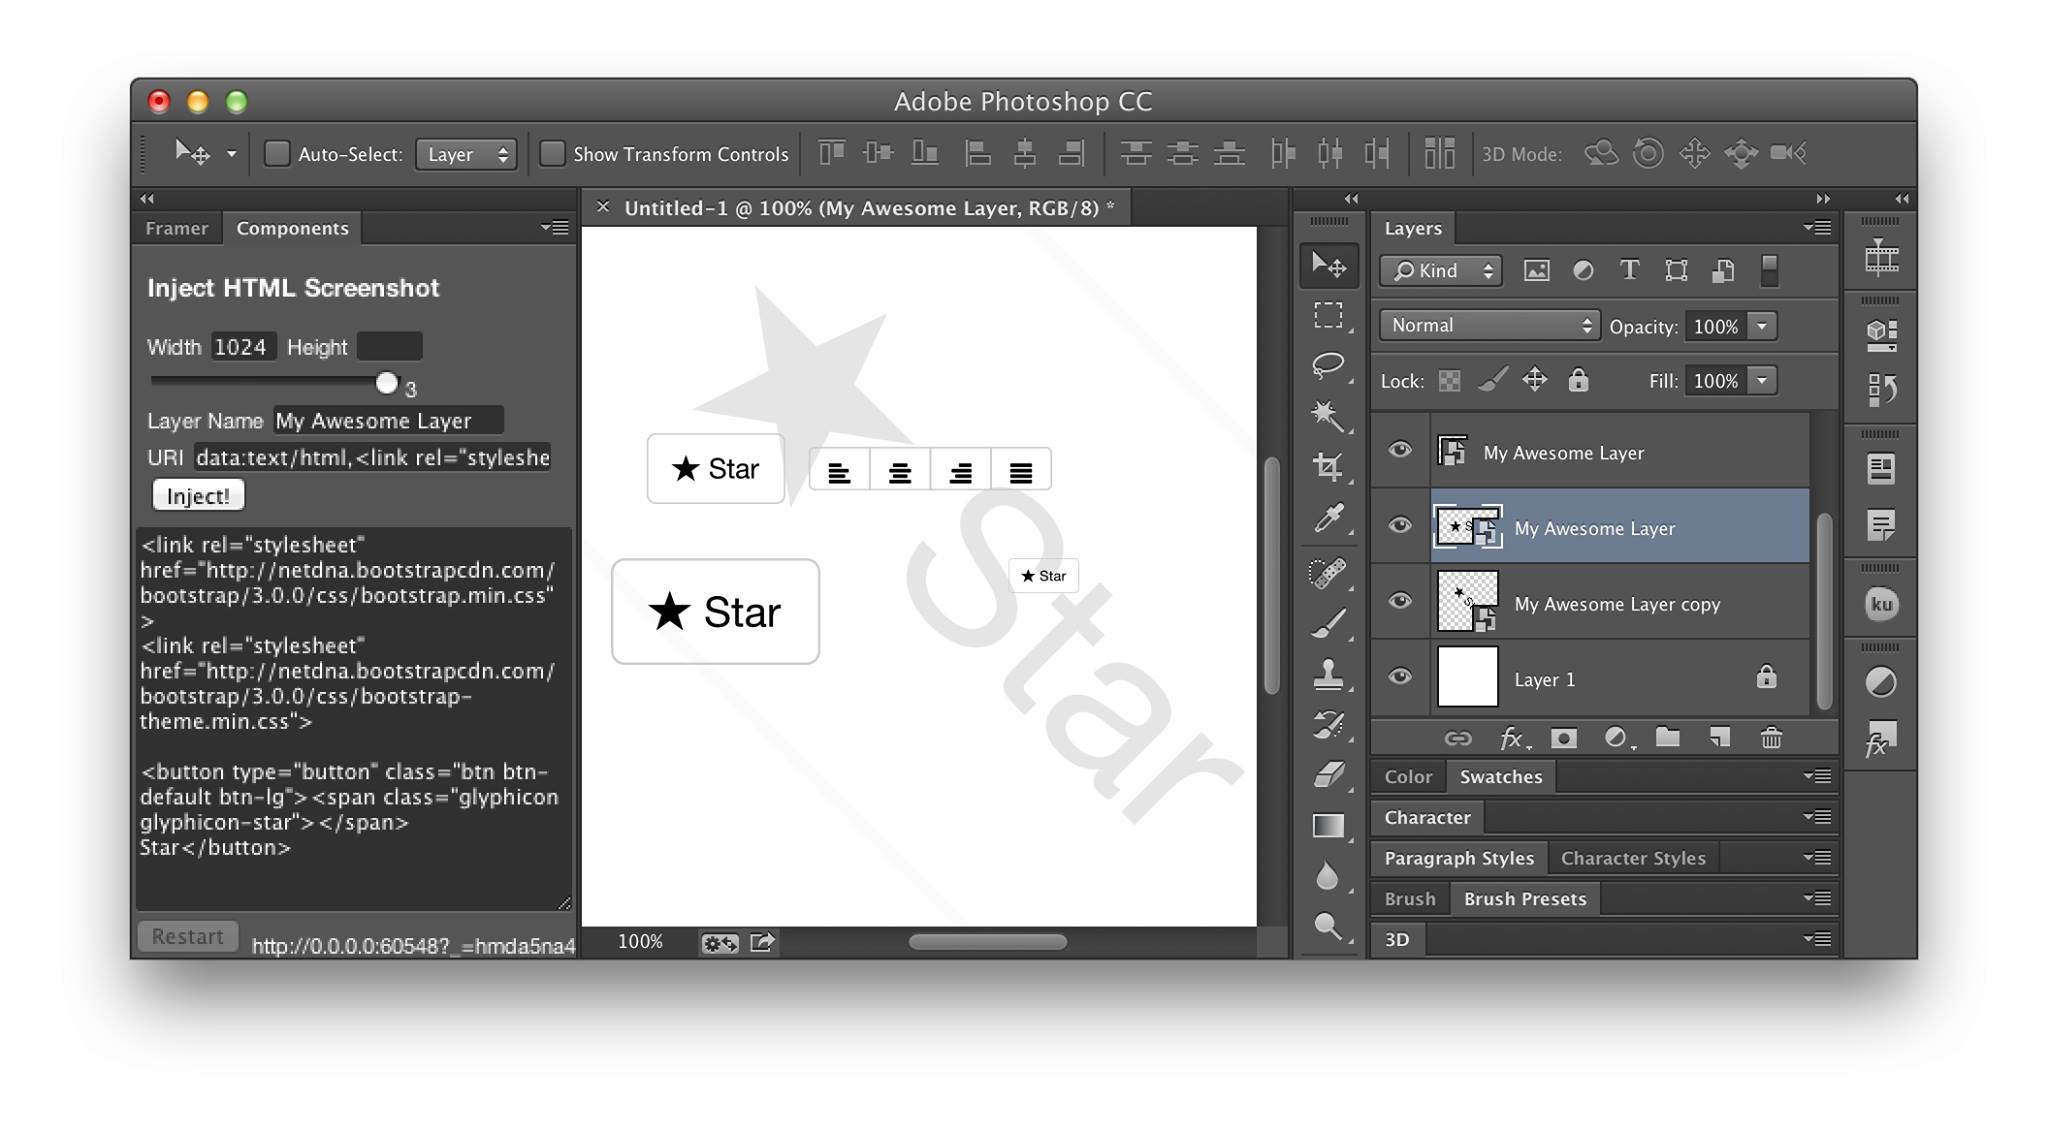 Adobe Photoshop CC
Auto-Select: Layer Show Transform Controls 3D Mode:
Framer Components
Inject HTML Screenshot
Width 1024 Height
3
Layer Name My Awesome Layer
URI data:text/html,<link rel="styleshe
Inject!
<link rel="stylesheet"
href="http://netdna.bootstrapcdn.com/
bootstrap/3.0.0/css/bootstrap.min.css"
>
<link rel="stylesheet"
href="http://netdna.bootstrapcdn.com/
bootstrap/3.0.0/css/bootstrap-
theme.min.css">
<button type="button" class="btn btn-
default btn-lg"><span class="glyphicon
glyphicon-star"></span>
Star</button>
Restart http://0.0.0.0:60548?_=hmda5na4
× Untitled-1 @ 100% (My Awesome Layer, RGB/8) *
★ Star
★ Star
★ Star
★ Star
100%
Layers
Kind
Normal Opacity: 100%
Lock: Fill: 100%
My Awesome Layer
My Awesome Layer
My Awesome Layer copy
Layer 1
fx
Color Swatches
Character
Paragraph Styles Character Styles
Brush Brush Presets
3D
ku
fx